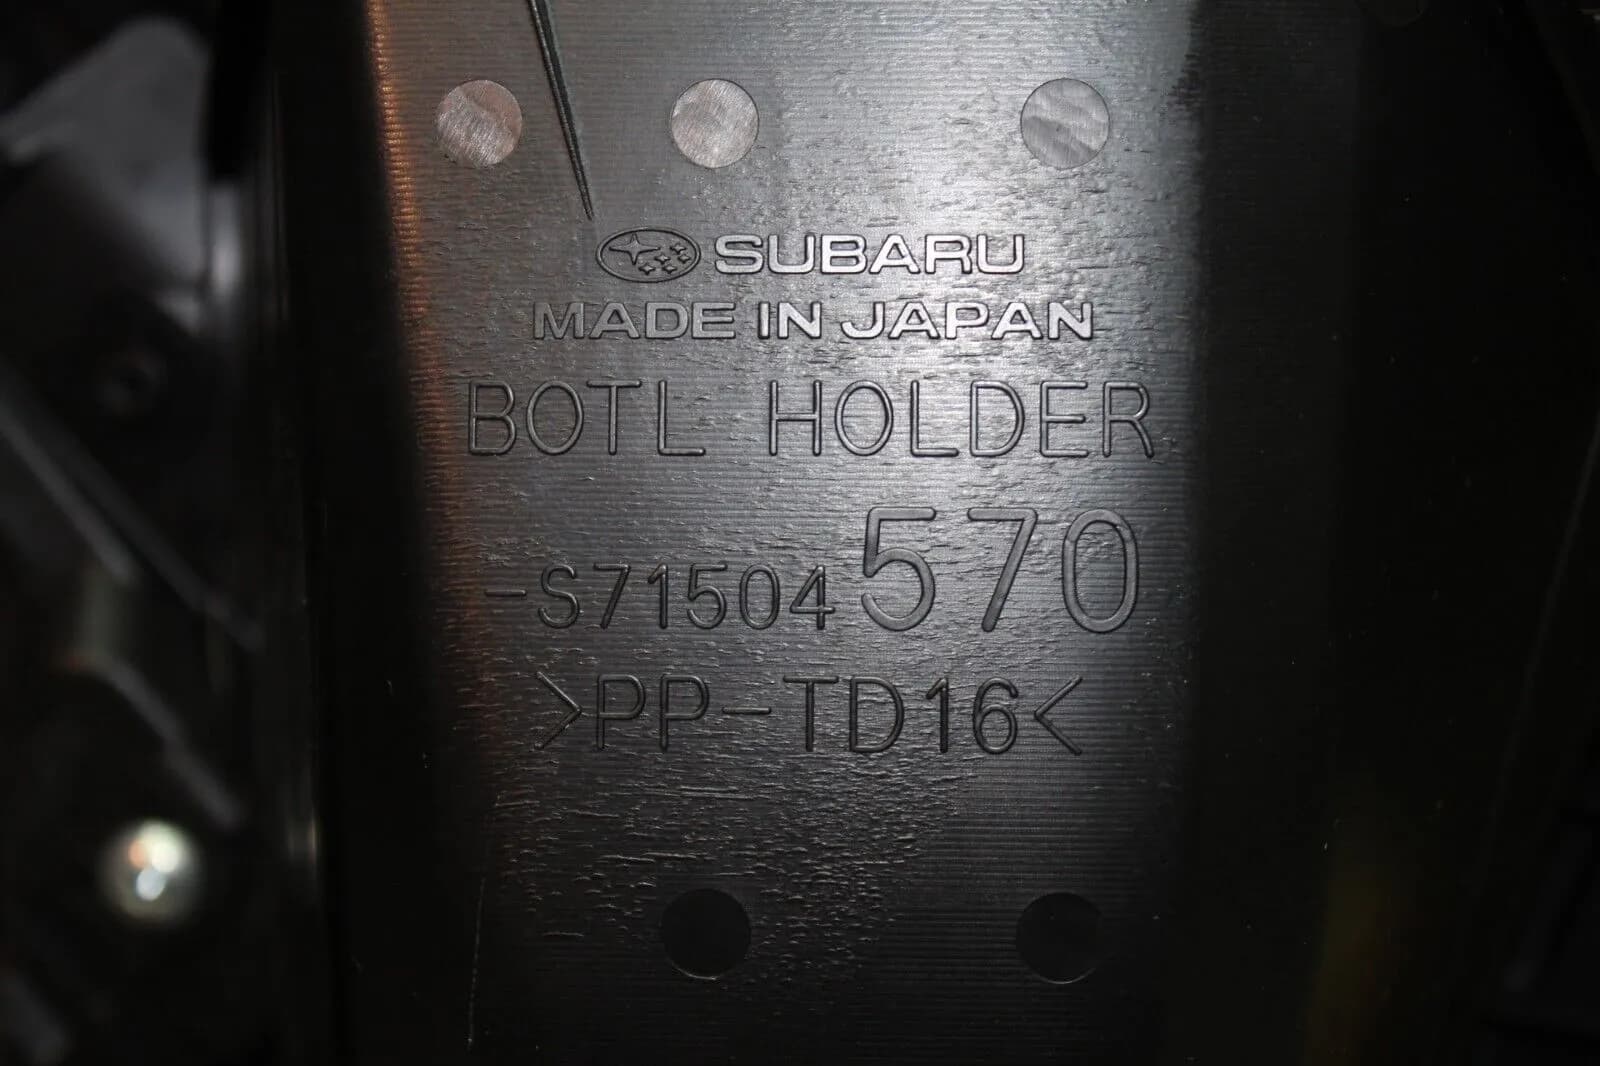 SUBARU
MADE IN JAPAN
BOTL HOLDER
-S71504570
>PP-TD16<